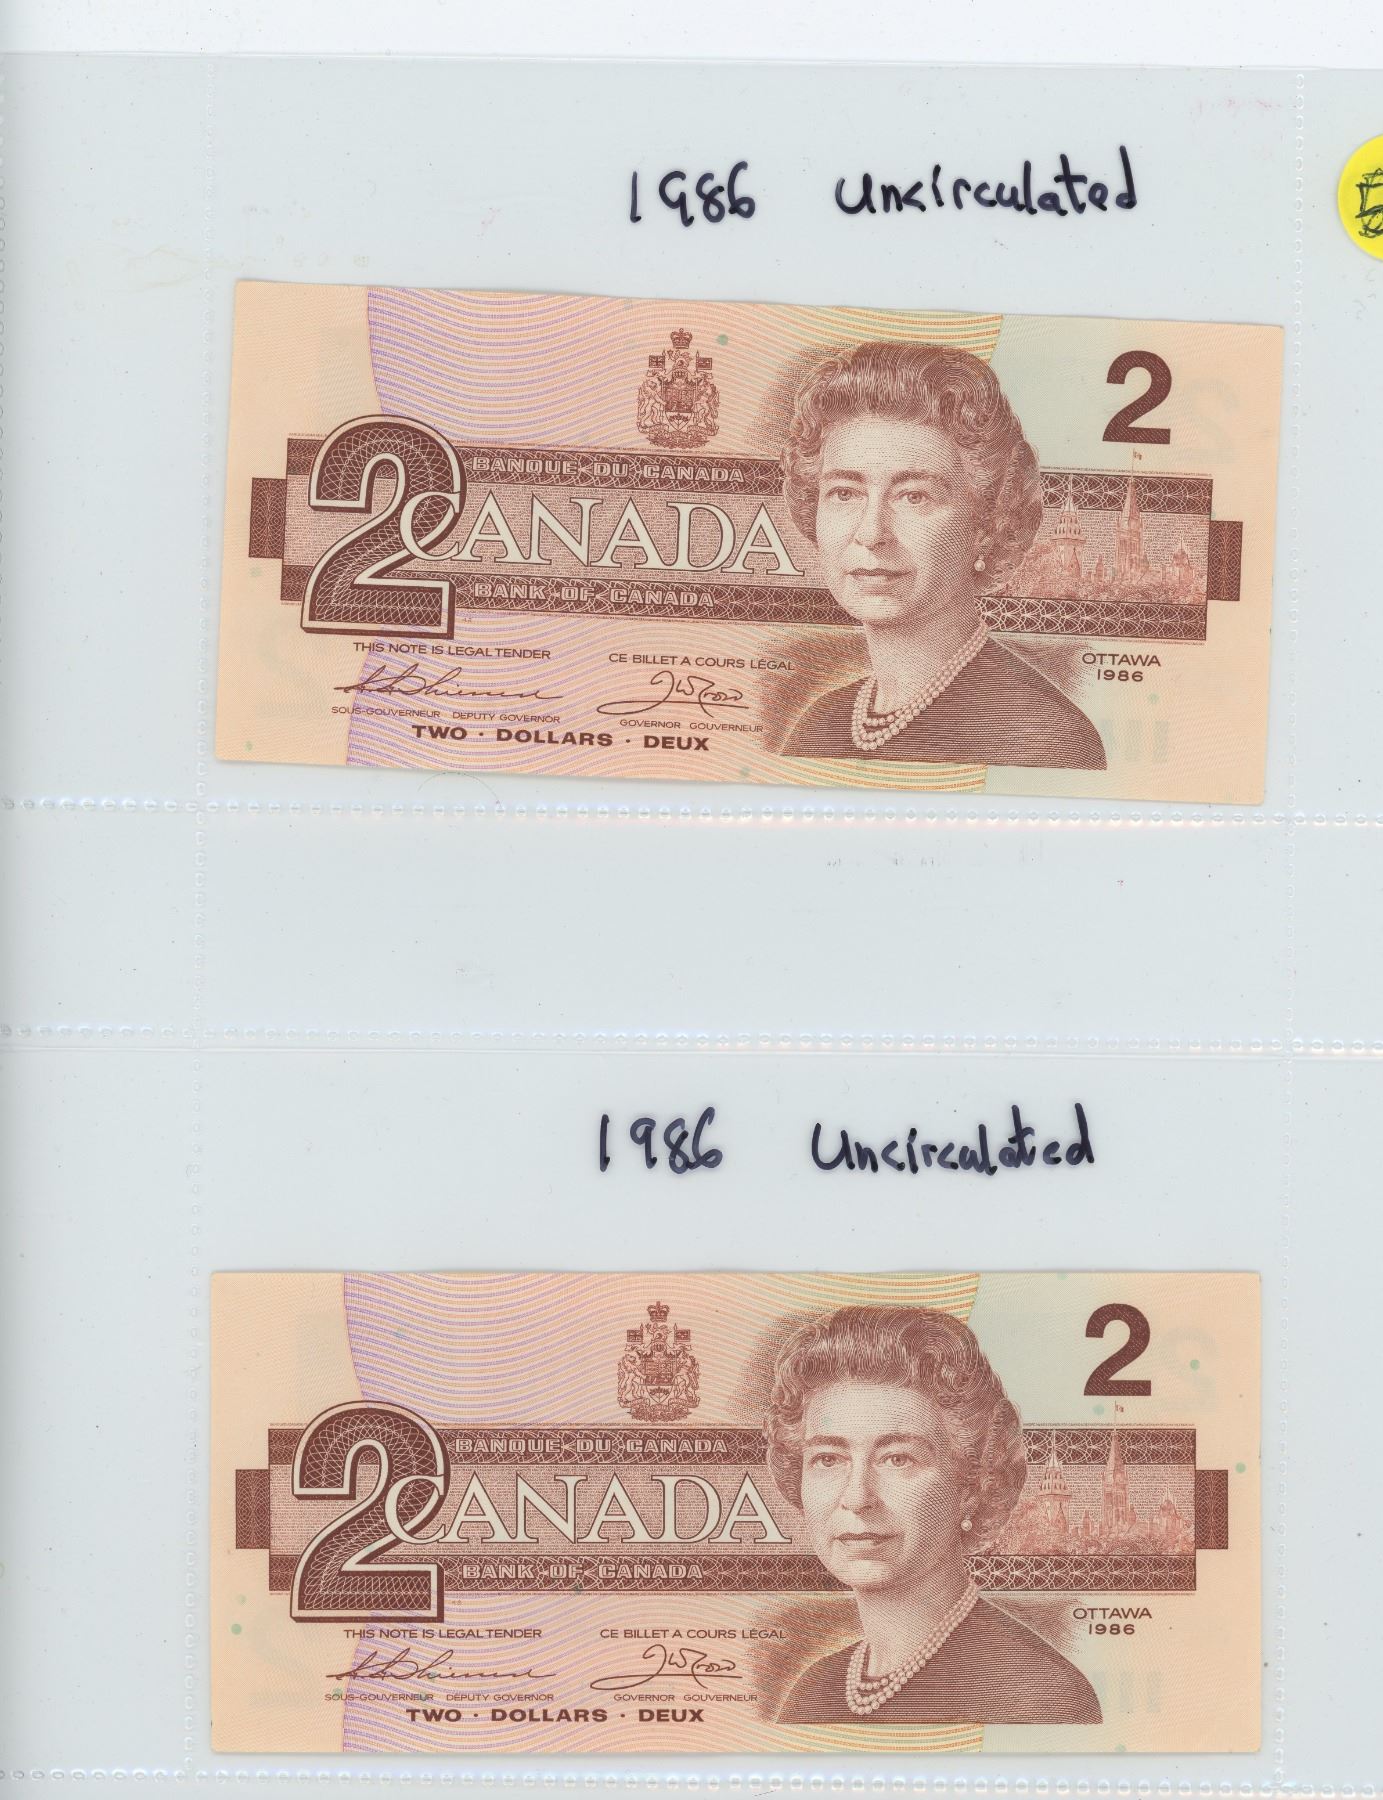 1986 Uncirculated
2
BANQUE DU CANADA
2 CANADA
BANK OF CANADA
THIS NOTE IS LEGAL TENDER CE BILLET A COURS LÉGAL
OTTAWA
1986
SOUS-GOUVERNEUR DEPUTY GOVERNOR GOVERNOR GOUVERNEUR
TWO · DOLLARS · DEUX
1986 Uncirculated
2
BANQUE DU CANADA
2 CANADA
BANK OF CANADA
THIS NOTE IS LEGAL TENDER CE BILLET A COURS LÉGAL
OTTAWA
1986
SOUS-GOUVERNEUR DEPUTY GOVERNOR GOVERNOR GOUVERNEUR
TWO · DOLLARS · DEUX